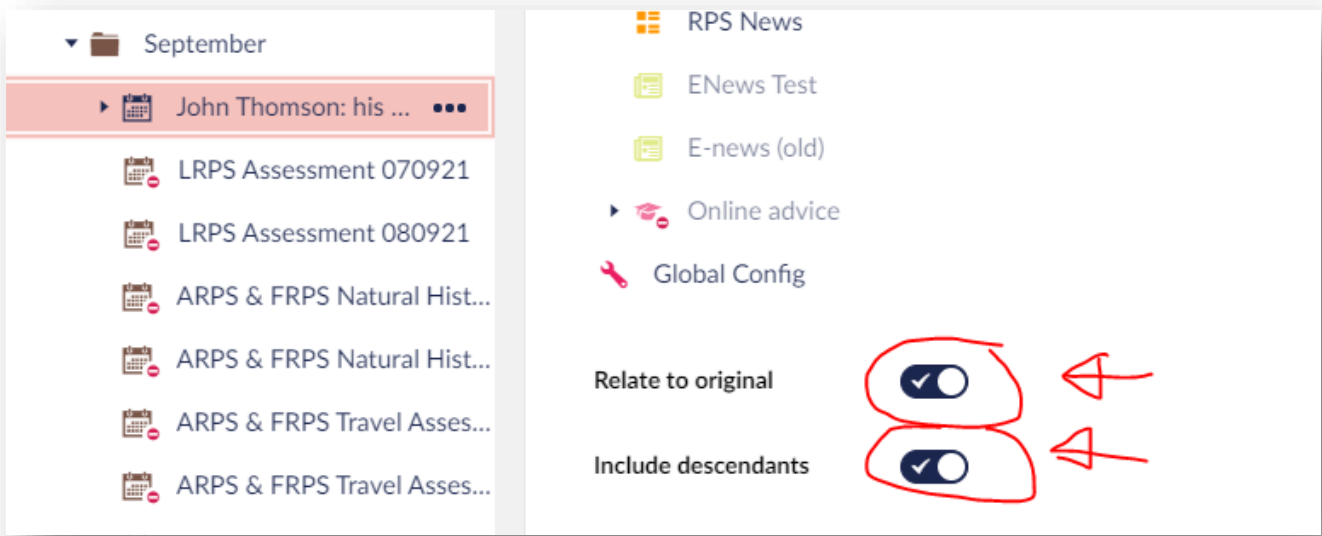 September
John Thomson: his ...
LRPS Assessment 070921
LRPS Assessment 080921
ARPS & FRPS Natural Hist...
ARPS & FRPS Natural Hist...
ARPS & FRPS Travel Asses...
ARPS & FRPS Travel Asses...
RPS News
ENews Test
E-news (old)
Online advice
Global Config
Relate to original
Include descendants